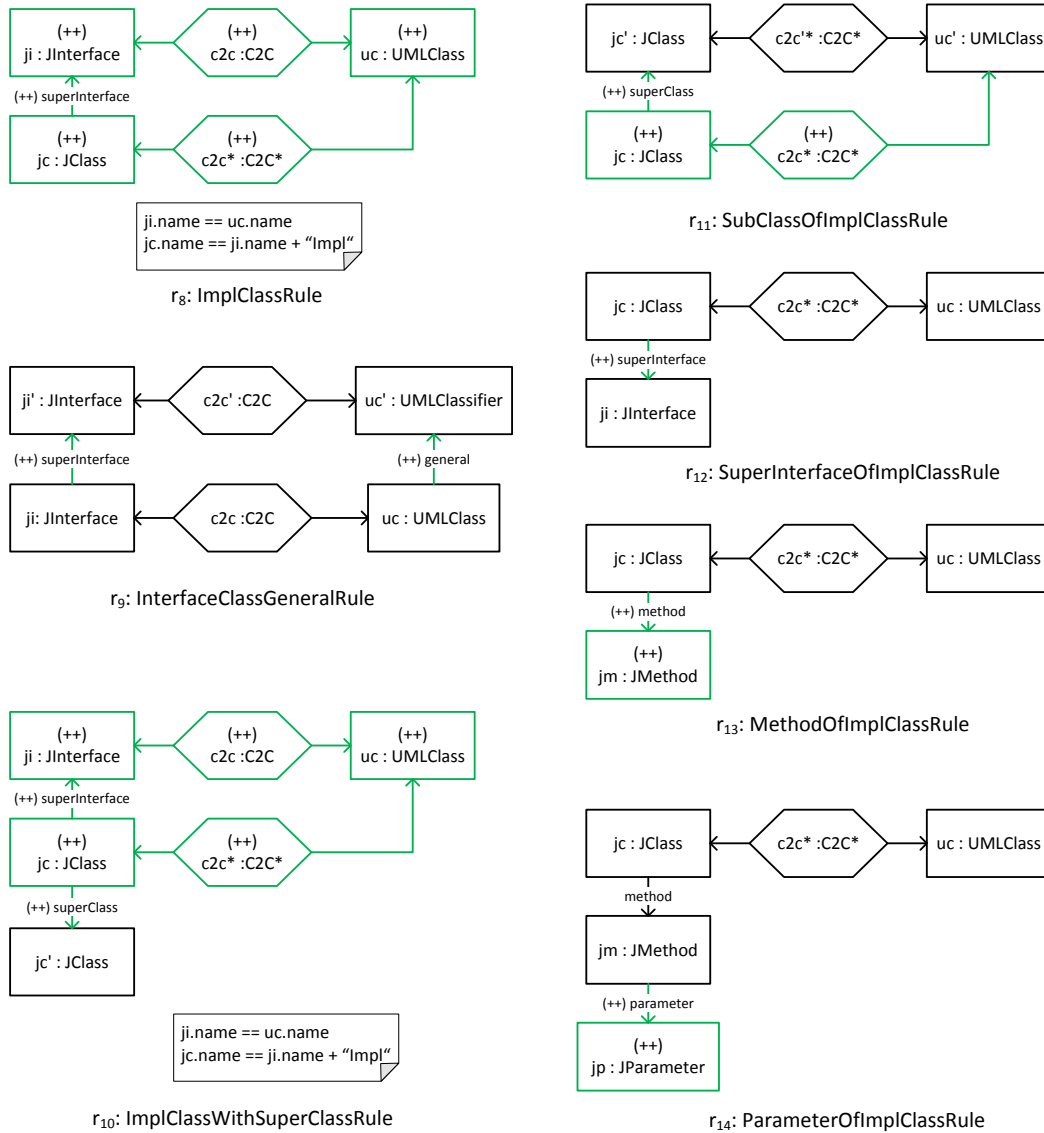 (++)
ji : JInterface
(++)
c2c :C2C
(++)
uc : UMLClass
(++) superInterface
(++)
jc : JClass
(++)
c2c* :C2C*
ji.name == uc.name
jc.name == ji.name + “Impl“
r8: ImplClassRule
ji' : JInterface
c2c' :C2C
uc' : UMLClassifier
(++) superInterface
(++) general
ji: JInterface
c2c :C2C
uc : UMLClass
r9: InterfaceClassGeneralRule
(++)
ji : JInterface
(++)
c2c :C2C
(++)
uc : UMLClass
(++) superInterface
(++)
jc : JClass
(++)
c2c* :C2C*
(++) superClass
jc' : JClass
ji.name == uc.name
jc.name == ji.name + “Impl“
r10: ImplClassWithSuperClassRule
jc' : JClass
c2c'* :C2C*
uc' : UMLClass
(++) superClass
(++)
jc : JClass
(++)
c2c* :C2C*
r11: SubClassOfImplClassRule
jc : JClass
c2c* :C2C*
uc : UMLClass
(++) superInterface
ji : JInterface
r12: SuperInterfaceOfImplClassRule
jc : JClass
c2c* :C2C*
uc : UMLClass
(++) method
(++)
jm : JMethod
r13: MethodOfImplClassRule
jc : JClass
c2c* :C2C*
uc : UMLClass
method
jm : JMethod
(++) parameter
(++)
jp : JParameter
r14: ParameterOfImplClassRule